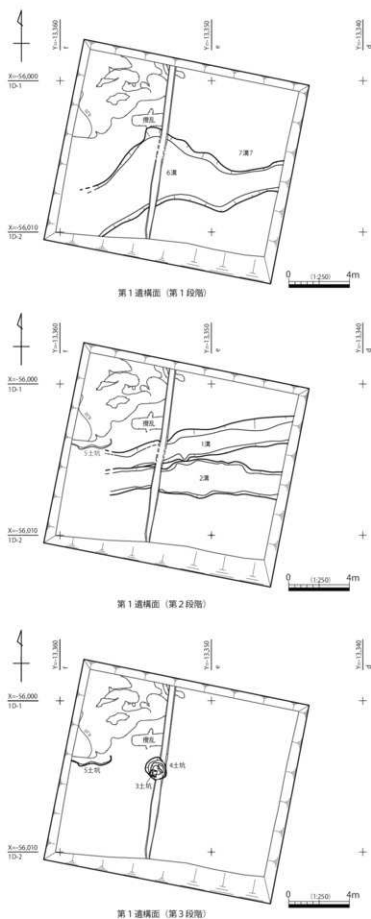 Y=-13,360
Y=-13,350
Y=-13,340
f
e
d
X=-56,000
1D-1
撹乱
7溝7
6溝
X=-56,010
1D-2
0 (1:250) 4m
第1遺構面(第1段階)
Y=-13,360
Y=-13,350
Y=-13,340
f
e
d
X=-56,000
1D-1
撹乱
5土坑
1溝
2溝
X=-56,010
1D-2
0 (1:250) 4m
第1遺構面(第2段階)
Y=-13,360
Y=-13,350
Y=-13,340
f
e
d
X=-56,000
1D-1
撹乱
5土坑
4土坑
3土坑
X=-56,010
1D-2
0 (1:250) 4m
第1遺構面(第3段階)